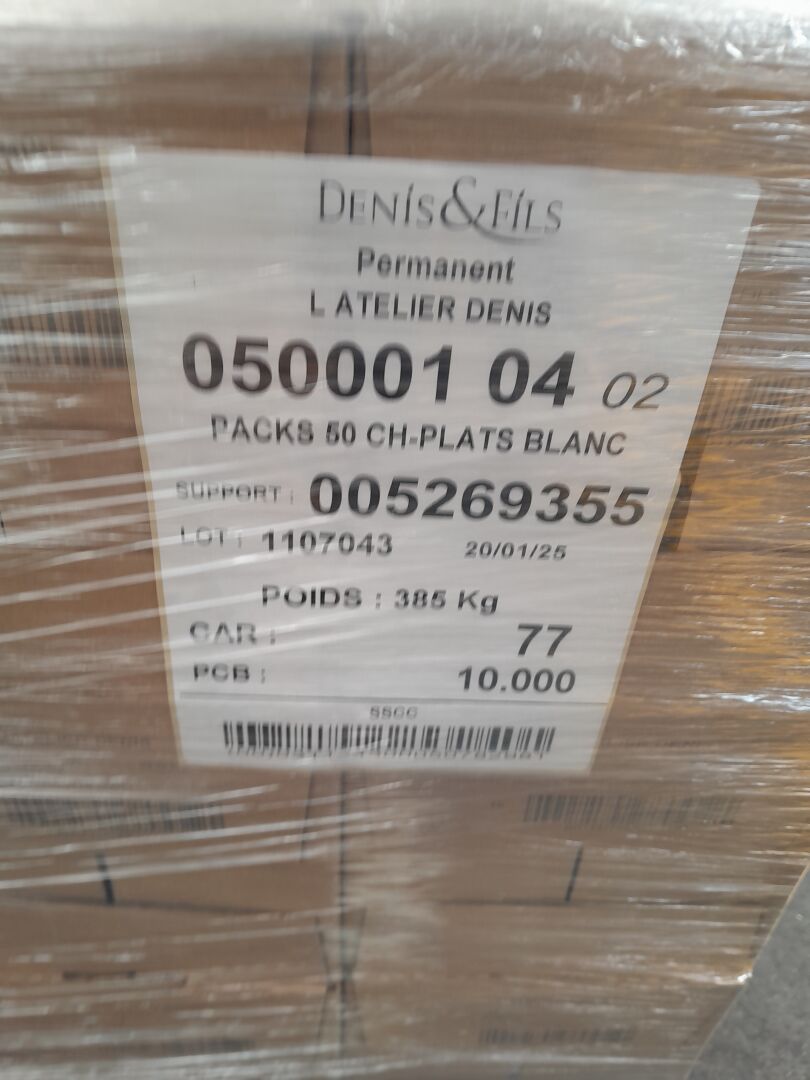 DENIS&FILS
Permanent
L ATELIER DENIS
050001 04 02
PACKS 50 CH-PLATS BLANC
SUPPORT : 005269355
LOT : 1107043 20/01/25
POIDS : 385 Kg
CAR : 77
PCB : 10.000
SSCC